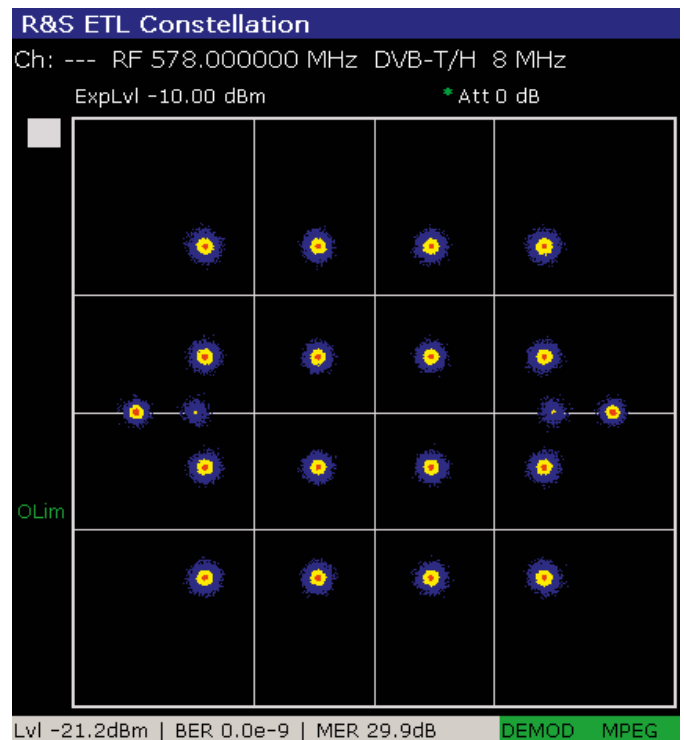 R&S ETL Constellation
Ch: --- RF 578.000000 MHz DVB-T/H 8 MHz
ExpLvl -10.00 dBm * Att 0 dB
OLim
Lvl -21.2dBm | BER 0.0e-9 | MER 29.9dB DEMOD MPEG